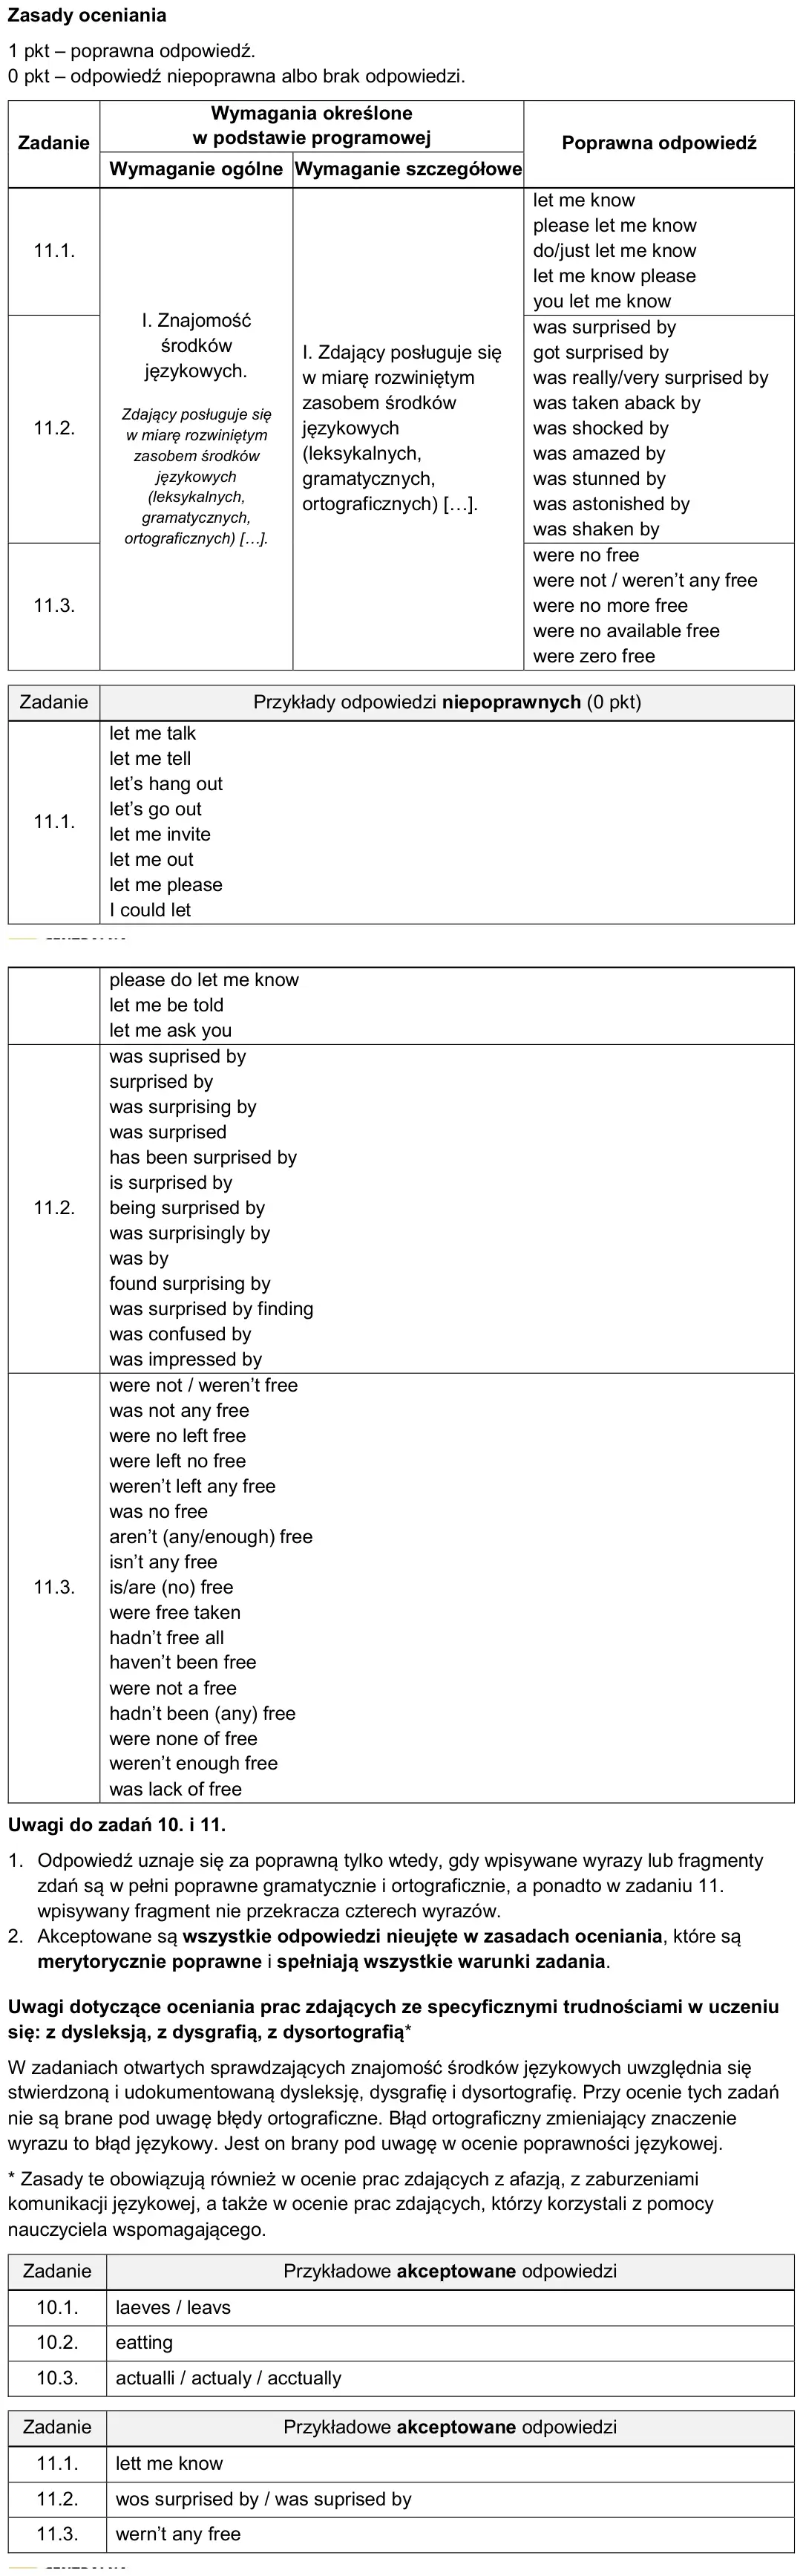 Zasady oceniania
1 pkt – poprawna odpowiedź.
0 pkt – odpowiedź niepoprawna albo brak odpowiedzi.
Zadanie
Wymagania określone
w podstawie programowej
Poprawna odpowiedź
Wymaganie ogólne
Wymaganie szczegółowe
11.1.
I. Znajomość
środków
językowych.
Zdający posługuje się
w miarę rozwiniętym
zasobem środków
językowych
(leksykalnych,
gramatycznych,
ortograficznych) […].
I. Zdający posługuje się
w miarę rozwiniętym
zasobem środków
językowych
(leksykalnych,
gramatycznych,
ortograficznych) […].
let me know
please let me know
do/just let me know
let me know please
you let me know
11.2.
was surprised by
got surprised by
was really/very surprised by
was taken aback by
was shocked by
was amazed by
was stunned by
was astonished by
was shaken by
11.3.
were no free
were not / weren’t any free
were no more free
were no available free
were zero free
Zadanie
Przykłady odpowiedzi niepoprawnych (0 pkt)
11.1.
let me talk
let me tell
let’s hang out
let’s go out
let me invite
let me out
let me please
I could let
please do let me know
let me be told
let me ask you
11.2.
was suprised by
surprised by
was surprising by
was surprised
has been surprised by
is surprised by
being surprised by
was surprisingly by
was by
found surprising by
was surprised by finding
was confused by
was impressed by
11.3.
were not / weren’t free
was not any free
were no left free
were left no free
weren’t left any free
was no free
aren’t (any/enough) free
isn’t any free
is/are (no) free
were free taken
hadn’t free all
haven’t been free
were not a free
hadn’t been (any) free
were none of free
weren’t enough free
was lack of free
Uwagi do zadań 10. i 11.
1. Odpowiedź uznaje się za poprawną tylko wtedy, gdy wpisywane wyrazy lub fragmenty
zdań są w pełni poprawne gramatycznie i ortograficznie, a ponadto w zadaniu 11.
wpisywany fragment nie przekracza czterech wyrazów.
2. Akceptowane są wszystkie odpowiedzi nieujęte w zasadach oceniania, które są
merytorycznie poprawne i spełniają wszystkie warunki zadania.
Uwagi dotyczące oceniania prac zdających ze specyficznymi trudnościami w uczeniu
się: z dysleksją, z dysgrafią, z dysortografią*
W zadaniach otwartych sprawdzających znajomość środków językowych uwzględnia się
stwierdzoną i udokumentowaną dysleksję, dysgrafię i dysortografię. Przy ocenie tych zadań
nie są brane pod uwagę błędy ortograficzne. Błąd ortograficzny zmieniający znaczenie
wyrazu to błąd językowy. Jest on brany pod uwagę w ocenie poprawności językowej.
* Zasady te obowiązują również w ocenie prac zdających z afazją, z zaburzeniami
komunikacji językowej, a także w ocenie prac zdających, którzy korzystali z pomocy
nauczyciela wspomagającego.
Zadanie
Przykładowe akceptowane odpowiedzi
10.1.
laeves / leavs
10.2.
eatting
10.3.
actualli / actualy / acctually
Zadanie
Przykładowe akceptowane odpowiedzi
11.1.
lett me know
11.2.
wos surprised by / was suprised by
11.3.
wern’t any free